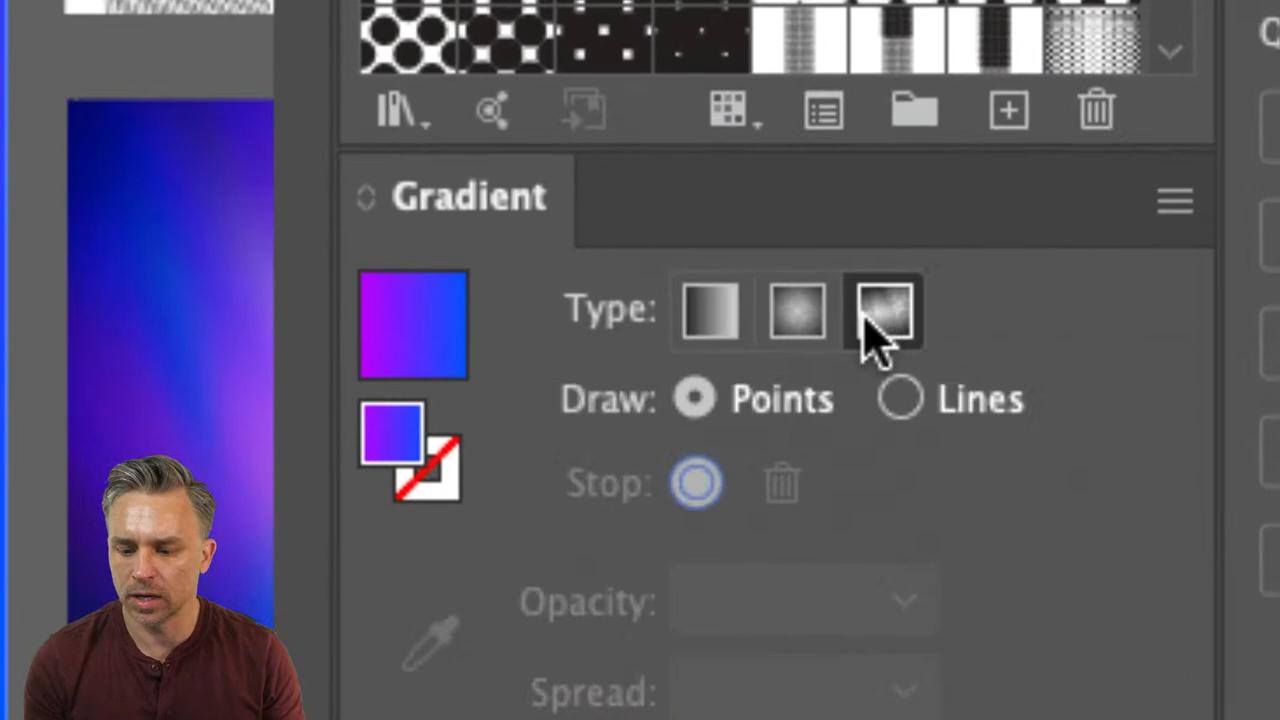 Gradient
Type:
Draw: Points Lines
Stop:
Opacity:
Spread: